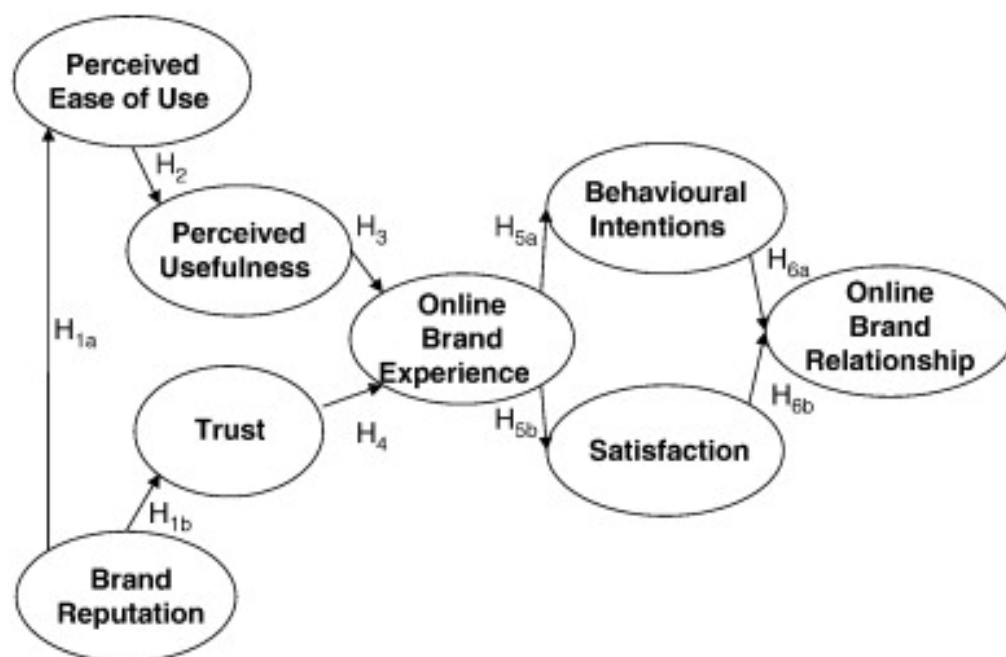 Perceived
Ease of Use
H2
Perceived
Usefulness
H3
H1a
Trust
H4
H1b
Brand
Reputation
Online
Brand
Experience
H5a
H5b
Behavioural
Intentions
Satisfaction
H6a
H6b
Online
Brand
Relationship